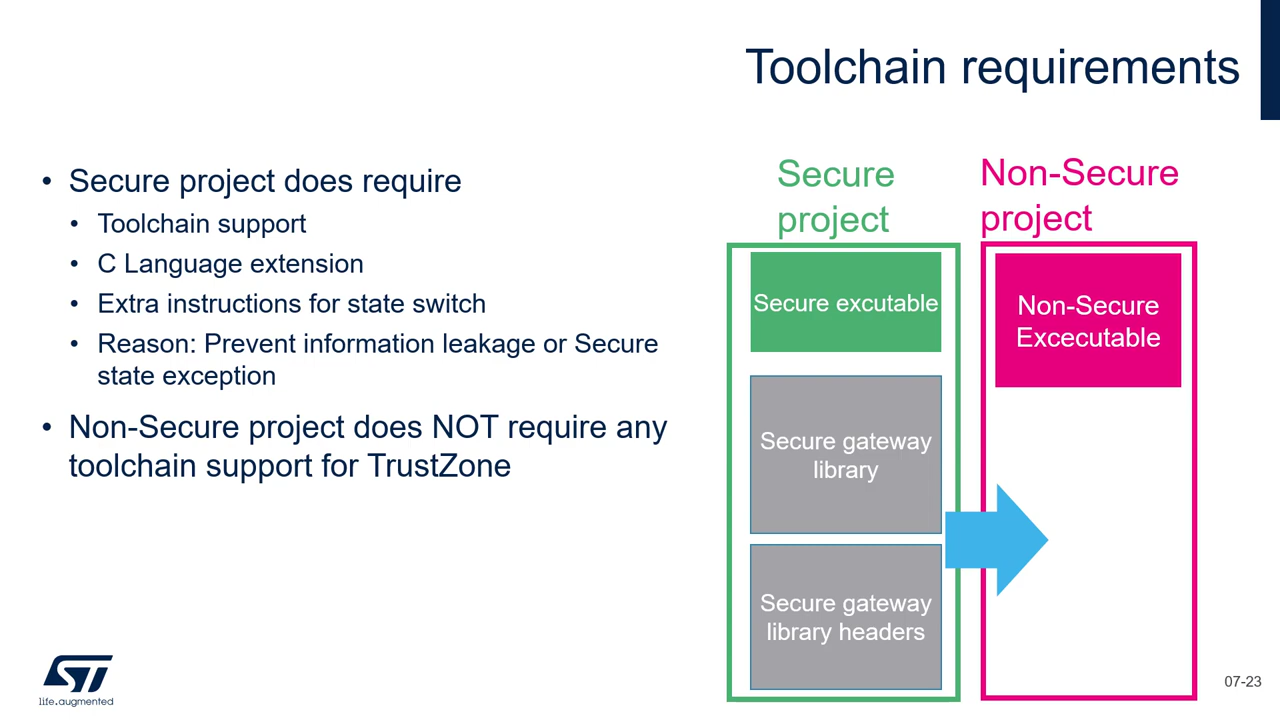 Toolchain requirements
• Secure project does require
• Toolchain support
• C Language extension
• Extra instructions for state switch
• Reason: Prevent information leakage or Secure
state exception
• Non-Secure project does NOT require any
toolchain support for TrustZone
Secure
project
Secure excutable
Secure gateway
library
Secure gateway
library headers
Non-Secure
project
Non-Secure
Excecutable
ST
life.augmented
07-23